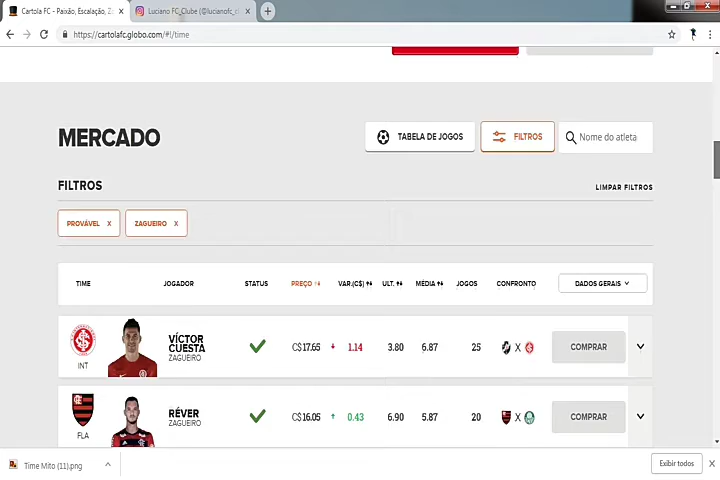 Cartola FC - Paixão, Escalação, Z
Luciano FC_Clube (@lucianofc_c
https://cartolafc.globo.com/#!/time
MERCADO
TABELA DE JOGOS
FILTROS
Nome do atleta
FILTROS
LIMPAR FILTROS
PROVÁVEL X
ZAGUEIRO X
TIME JOGADOR STATUS PREÇO VAR.(C$) ULT. MÉDIA JOGOS CONFRONTO DADOS GERAIS
INT
VÍCTOR CUESTA
ZAGUEIRO
C$17.65 1.14 3.80 6.87 25 X COMPRAR
FLA
RÉVER
ZAGUEIRO
C$16.05 0.43 6.90 5.87 20 X COMPRAR
Time Mito (11).png
Exibir todos